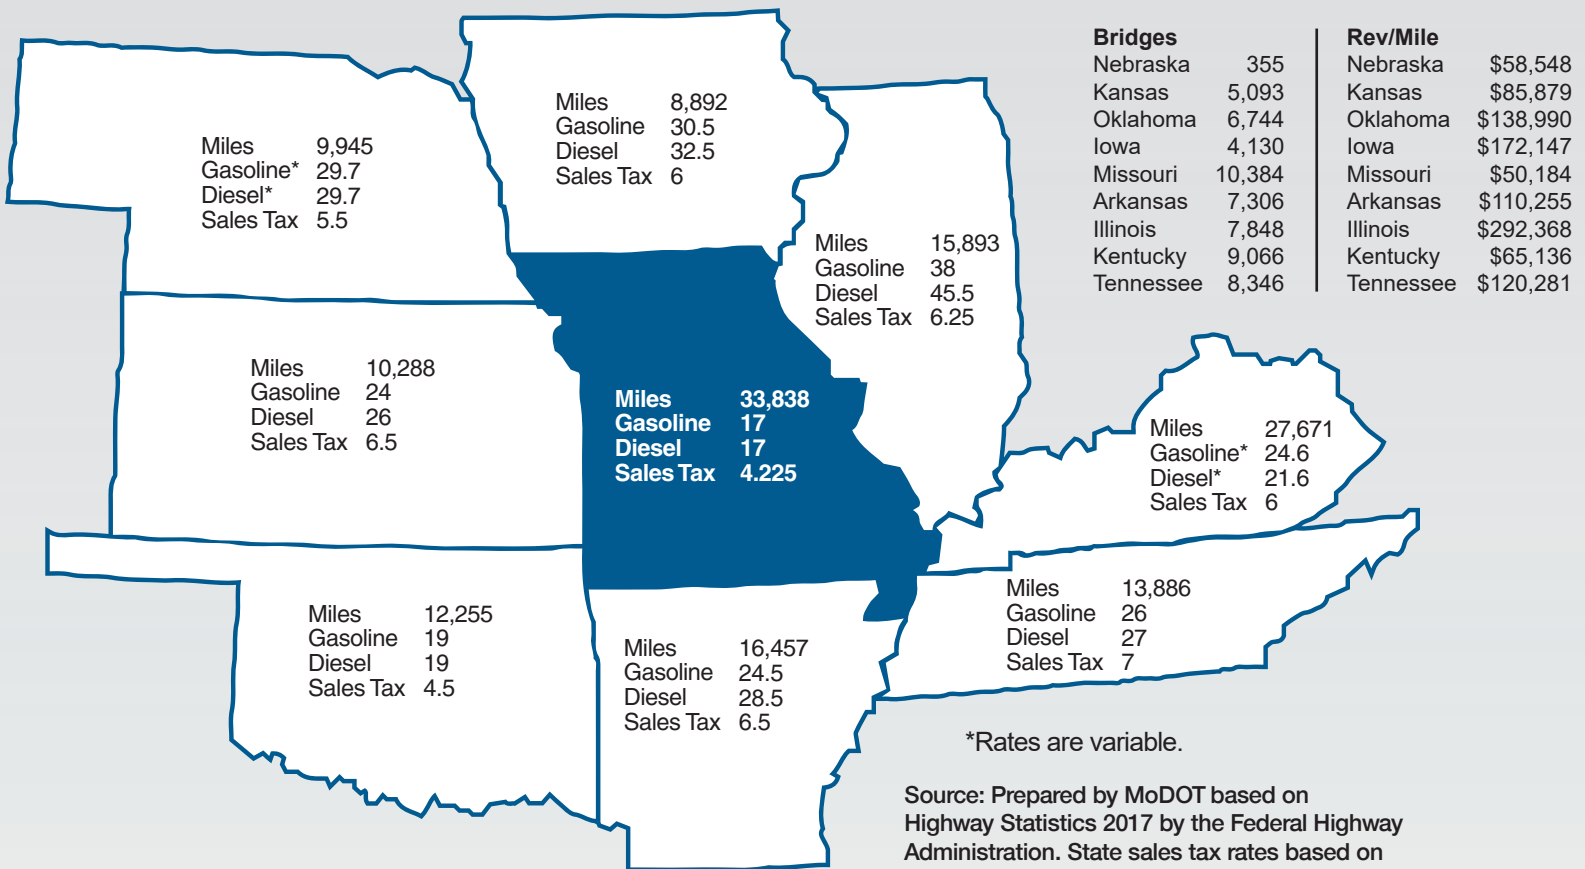 Bridges
Nebraska 355
Kansas 5,093
Oklahoma 6,744
Iowa 4,130
Missouri 10,384
Arkansas 7,306
Illinois 7,848
Kentucky 9,066
Tennessee 8,346
Rev/Mile
Nebraska $58,548
Kansas $85,879
Oklahoma $138,990
Iowa $172,147
Missouri $50,184
Arkansas $110,255
Illinois $292,368
Kentucky $65,136
Tennessee $120,281
Miles 9,945
Gasoline* 29.7
Diesel* 29.7
Sales Tax 5.5
Miles 8,892
Gasoline 30.5
Diesel 32.5
Sales Tax 6
Miles 15,893
Gasoline 38
Diesel 45.5
Sales Tax 6.25
Miles 10,288
Gasoline 24
Diesel 26
Sales Tax 6.5
Miles 33,838
Gasoline 17
Diesel 17
Sales Tax 4.225
Miles 27,671
Gasoline* 24.6
Diesel* 21.6
Sales Tax 6
Miles 12,255
Gasoline 19
Diesel 19
Sales Tax 4.5
Miles 16,457
Gasoline 24.5
Diesel 28.5
Sales Tax 6.5
Miles 13,886
Gasoline 26
Diesel 27
Sales Tax 7
*Rates are variable.
Source: Prepared by MoDOT based on
Highway Statistics 2017 by the Federal Highway
Administration. State sales tax rates based on